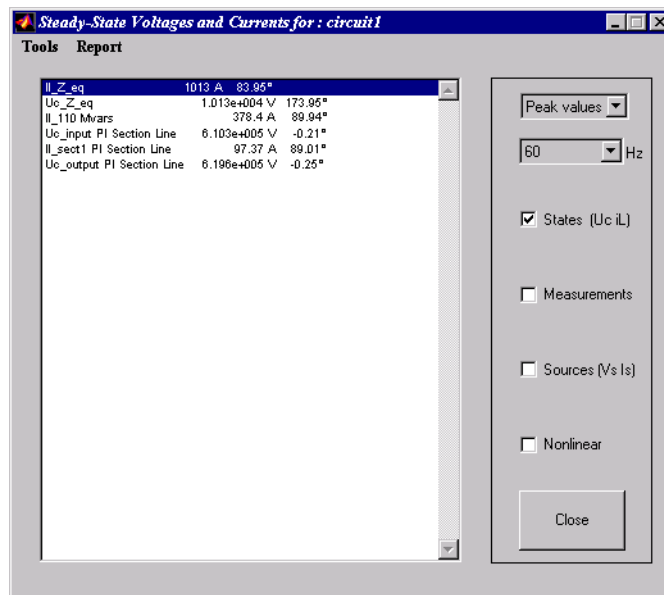 Steady-State Voltages and Currents for : circuit1
Tools Report
Il_Z_eq 1013 A 83.95°
Uc_Z_eq 1.013e+004 V 173.95°
Il_110 Mvars 378.4 A 89.94°
Uc_input PI Section Line 6.103e+005 V -0.21°
Il_sect1 PI Section Line 97.37 A 89.01°
Uc_output PI Section Line 6.196e+005 V -0.25°
Peak values
60 Hz
States (Uc iL)
Measurements
Sources (Vs Is)
Nonlinear
Close